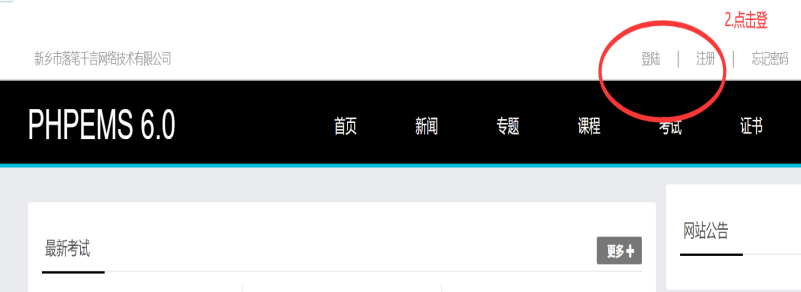 2.点击登
新乡市落笔千言网络技术有限公司
登陆 | 注册 | 忘记密码
PHPEMS 6.0 首页 新闻 专题 课程 考试 证书
最新考试 更多+ 网站公告